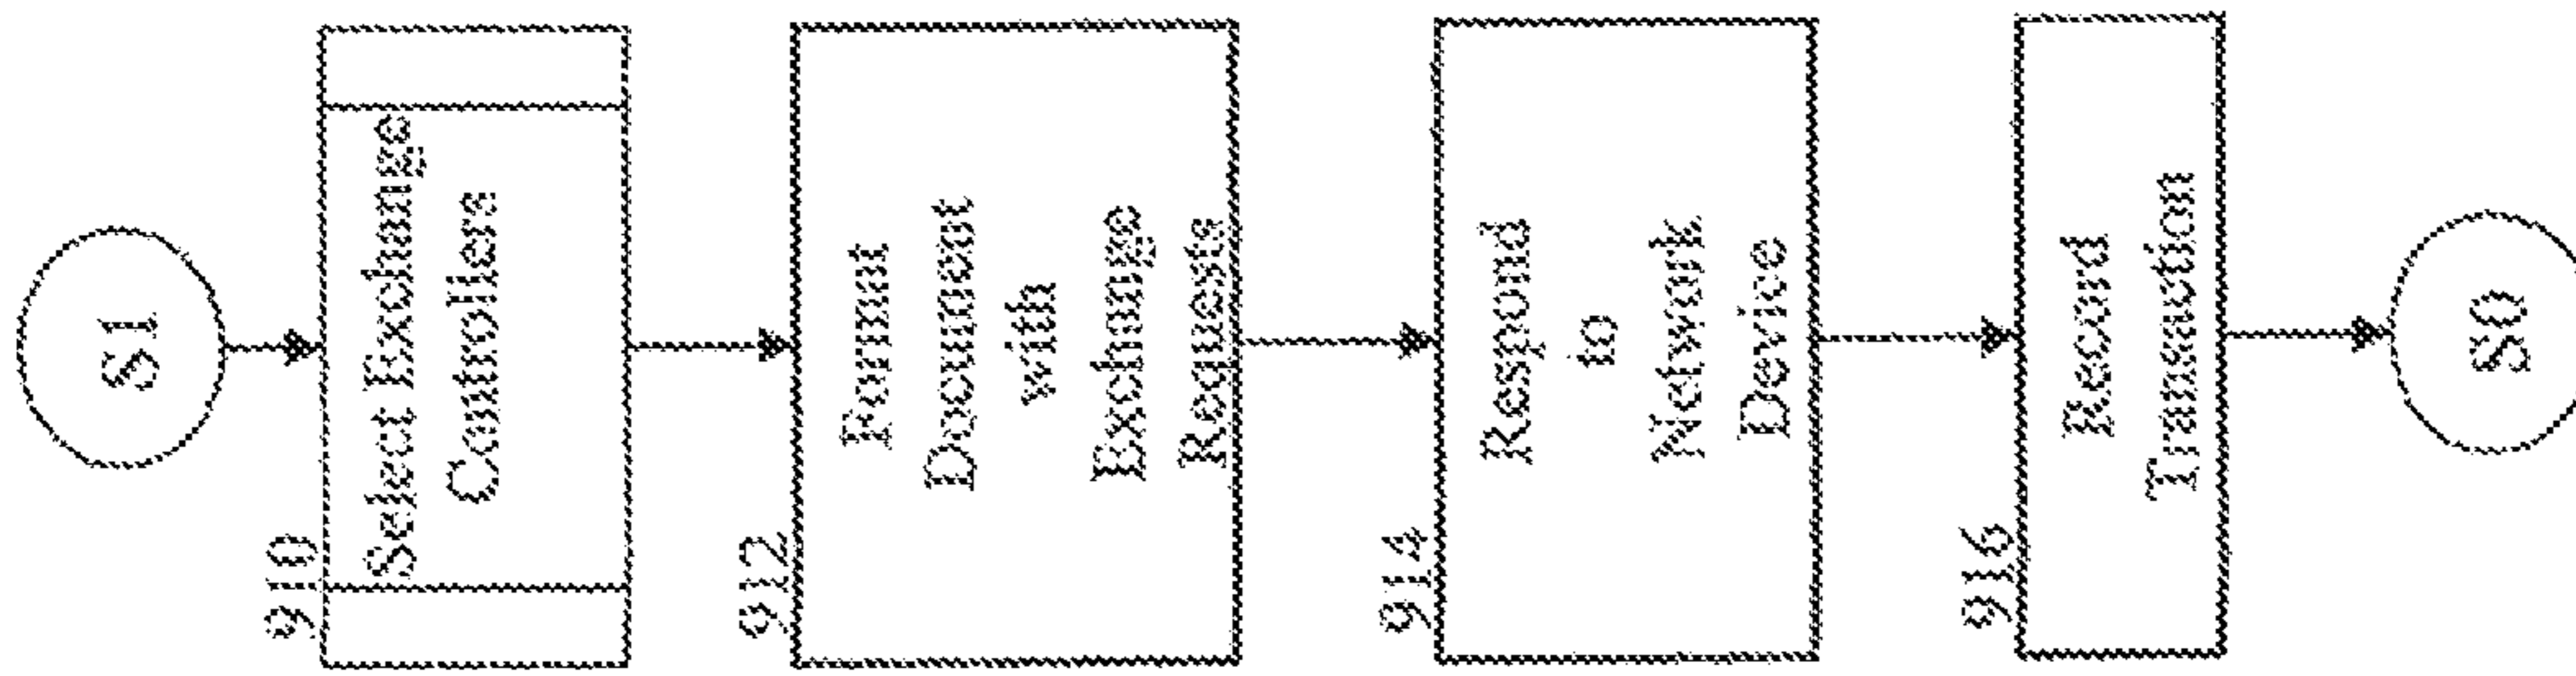 S1
910
Select Exchange
Controllers
912
Format
Document
with
Exchange
Requests
914
Respond
to
Network
Device
916
Record
Transaction
S0